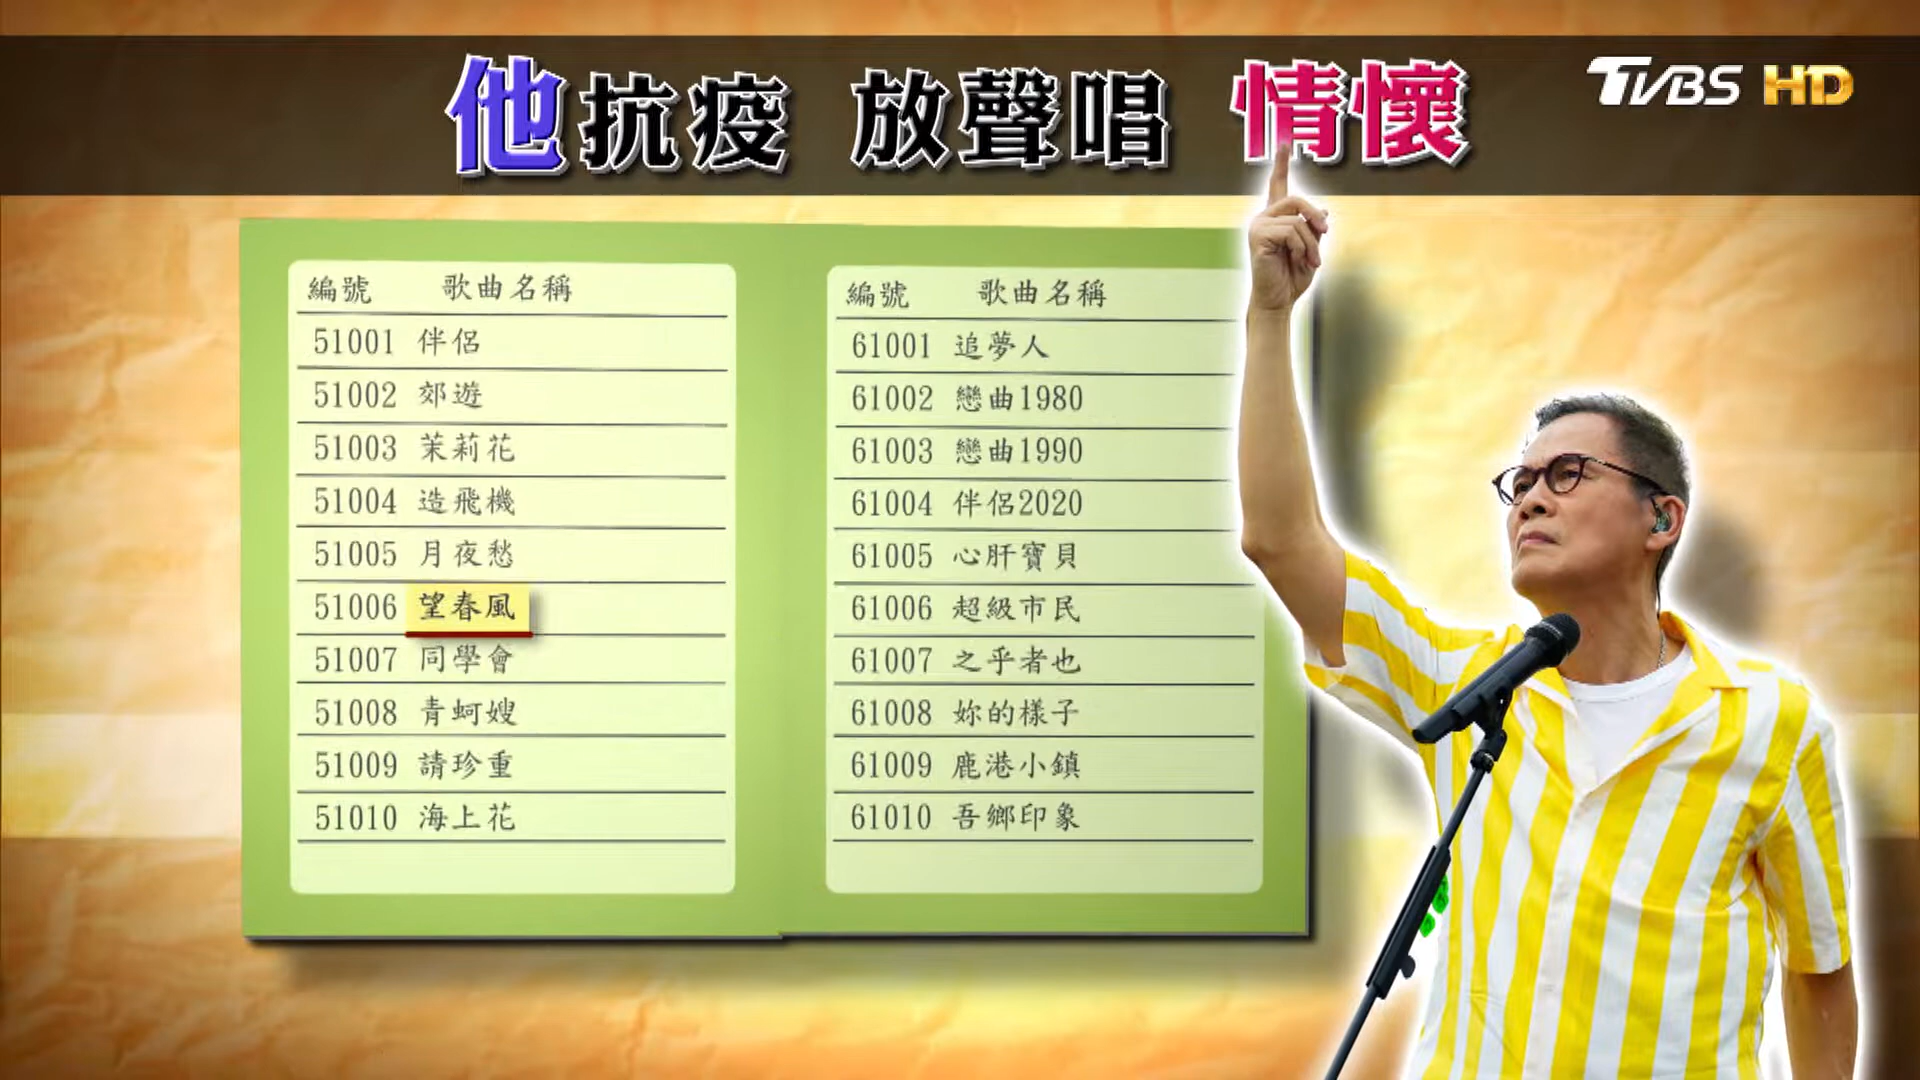 他抗疫 放聲唱 情懷
TVBS HD
編號 歌曲名稱
51001 伴侶
51002 郊遊
51003 茉莉花
51004 造飛機
51005 月夜愁
51006 望春風
51007 同學會
51008 青蚵嫂
51009 請珍重
51010 海上花
編號 歌曲名稱
61001 追夢人
61002 戀曲1980
61003 戀曲1990
61004 伴侶2020
61005 心肝寶貝
61006 超級市民
61007 之乎者也
61008 妳的樣子
61009 鹿港小鎮
61010 吾鄉印象